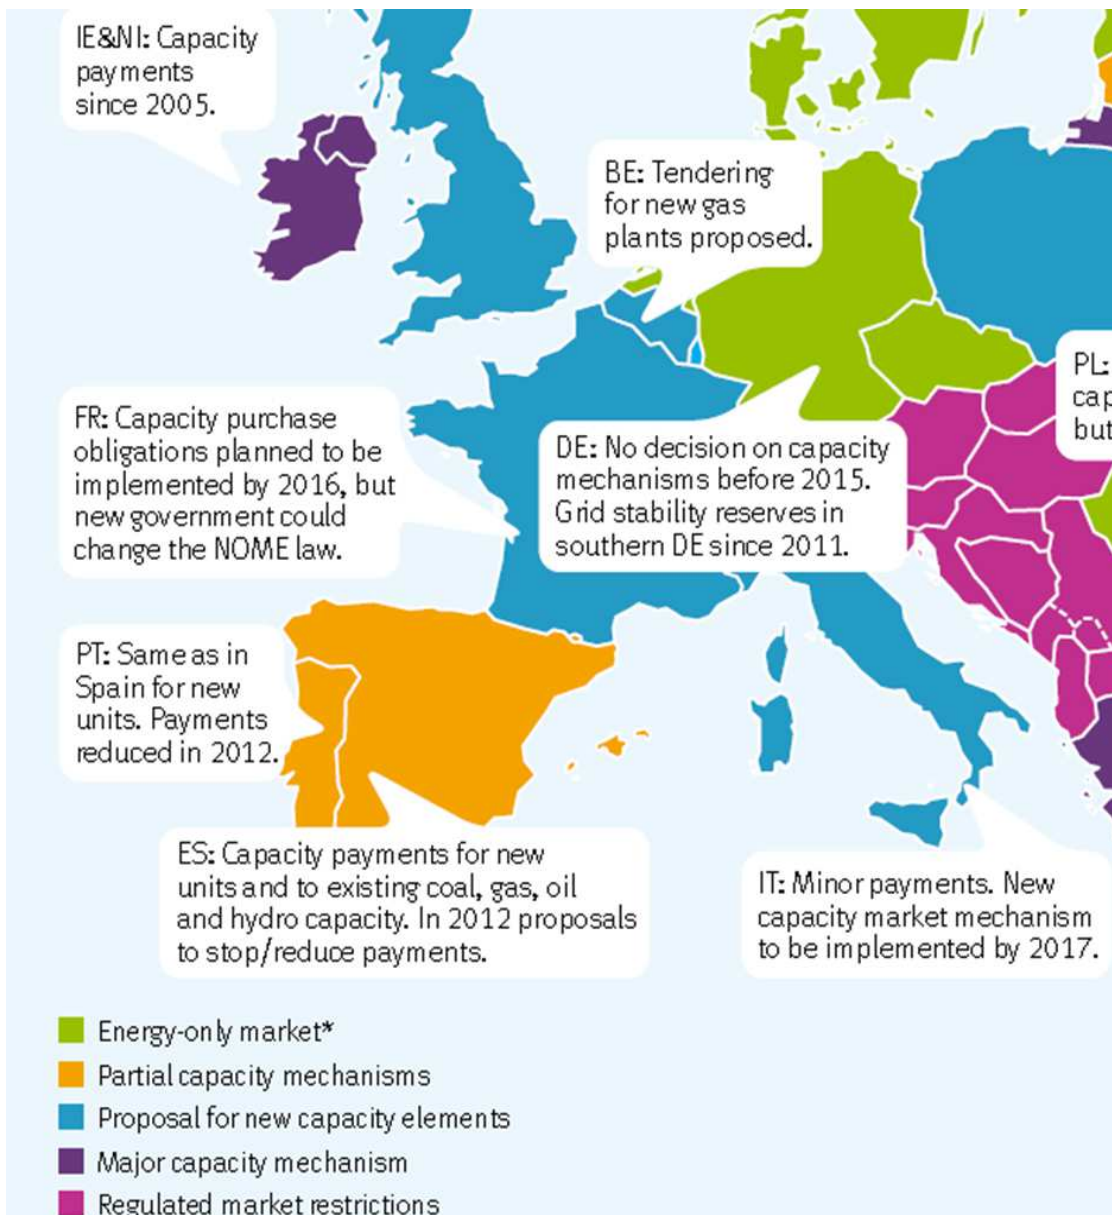 IE&NI: Capacity
payments
since 2005.
BE: Tendering
for new gas
plants proposed.
PL:
cap
but
FR: Capacity purchase
obligations planned to be
implemented by 2016, but
new government could
change the NOME law.
DE: No decision on capacity
mechanisms before 2015.
Grid stability reserves in
southern DE since 2011.
PT: Same as in
Spain for new
units. Payments
reduced in 2012.
ES: Capacity payments for new
units and to existing coal, gas, oil
and hydro capacity. In 2012 proposals
to stop/reduce payments.
IT: Minor payments. New
capacity market mechanism
to be implemented by 2017.
Energy-only market*
Partial capacity mechanisms
Proposal for new capacity elements
Major capacity mechanism
Regulated market restrictions